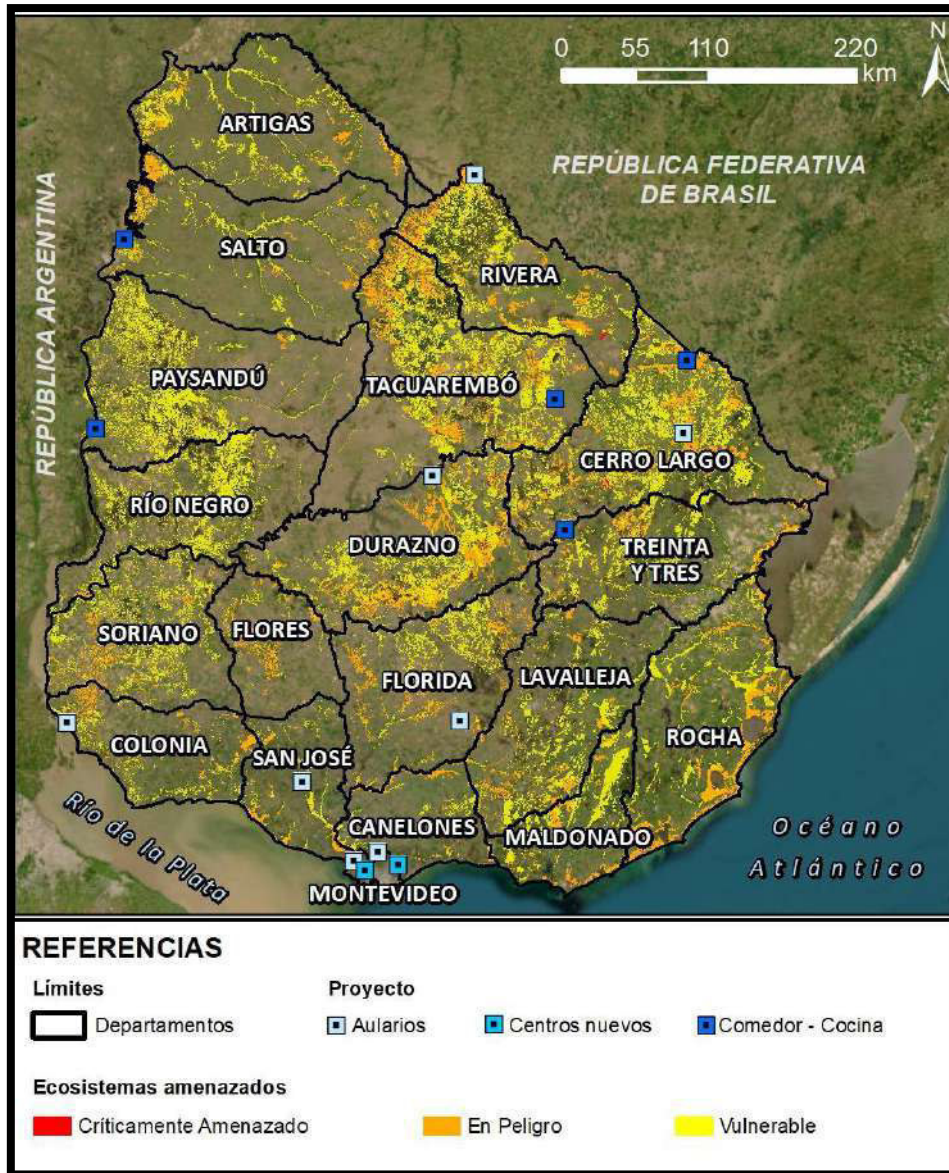 N
0 55 110 220
km
REPÚBLICA FEDERATIVA
DE BRASIL
REPÚBLICA ARGENTINA
ARTIGAS
SALTO
RIVERA
PAYSANDÚ
TACUAREMBÓ
CERRO LARGO
RÍO NEGRO
DURAZNO
TREINTA
Y TRES
SORIANO
FLORES
FLORIDA
LAVALLEJA
COLONIA
SAN JOSÉ
ROCHA
CANELONES
MALDONADO
MONTEVIDEO
Río de la Plata
Océano
Atlántico
REFERENCIAS
Límites
Proyecto
Departamentos
Aularios
Centros nuevos
Comedor - Cocina
Ecosistemas amenazados
Críticamente Amenazado
En Peligro
Vulnerable